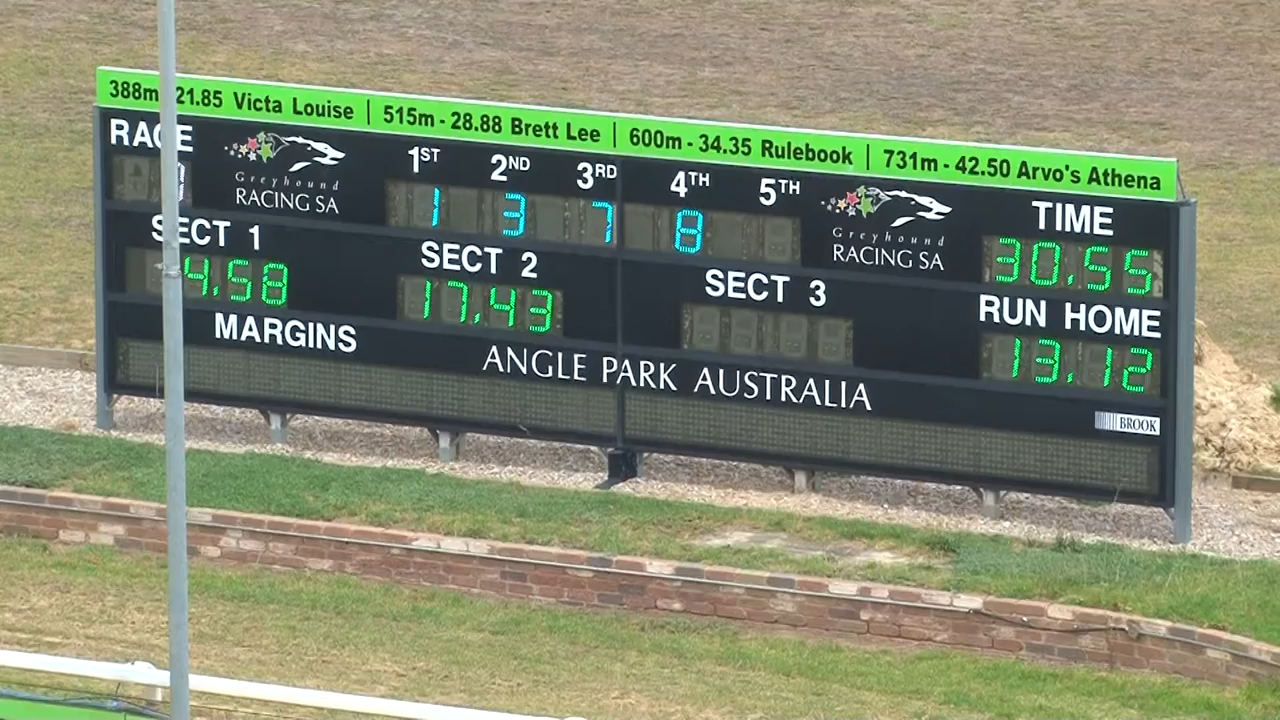 388m 21.85 Victa Louise | 515m - 28.88 Brett Lee | 600m - 34.35 Rulebook | 731m - 42.50 Arvo's Athena
RACE
Greyhound
RACING SA
1ST 2ND 3RD 4TH 5TH
1 3 7 8
Greyhound
RACING SA
TIME
30.55
SECT 1
4.58
SECT 2
17.43
SECT 3
RUN HOME
13.12
MARGINS
ANGLE PARK AUSTRALIA
BROOK